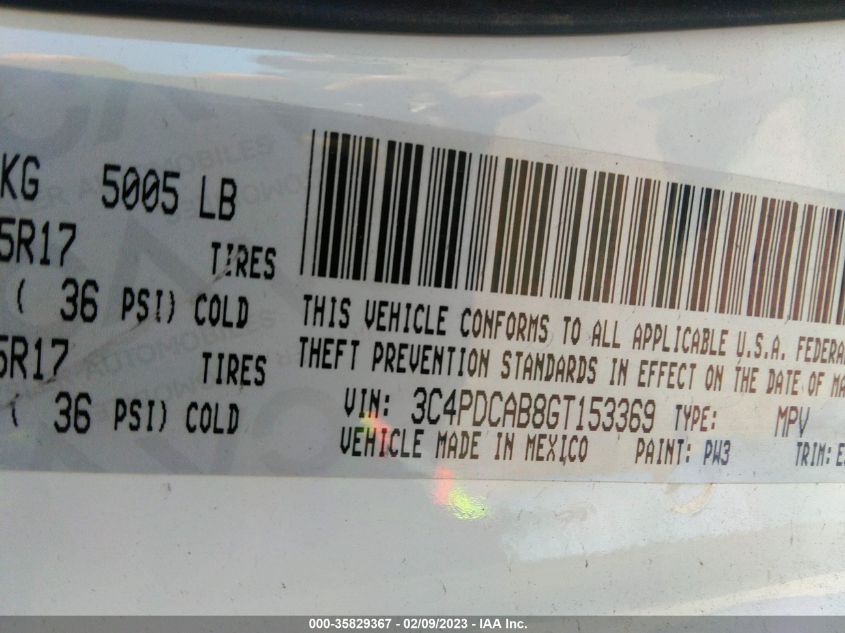 KG 5005 LB
5R17 TIRES
( 36 PSI) COLD
5R17 TIRES
( 36 PSI) COLD
THIS VEHICLE CONFORMS TO ALL APPLICABLE U.S.A. FEDERA
THEFT PREVENTION STANDARDS IN EFFECT ON THE DATE OF MA
VIN: 3C4PDCAB8GT153369 TYPE: MPV
VEHICLE MADE IN MEXICO PAINT: PW3 TRIM: E
000-35829367 - 02/09/2023 - IAA Inc.